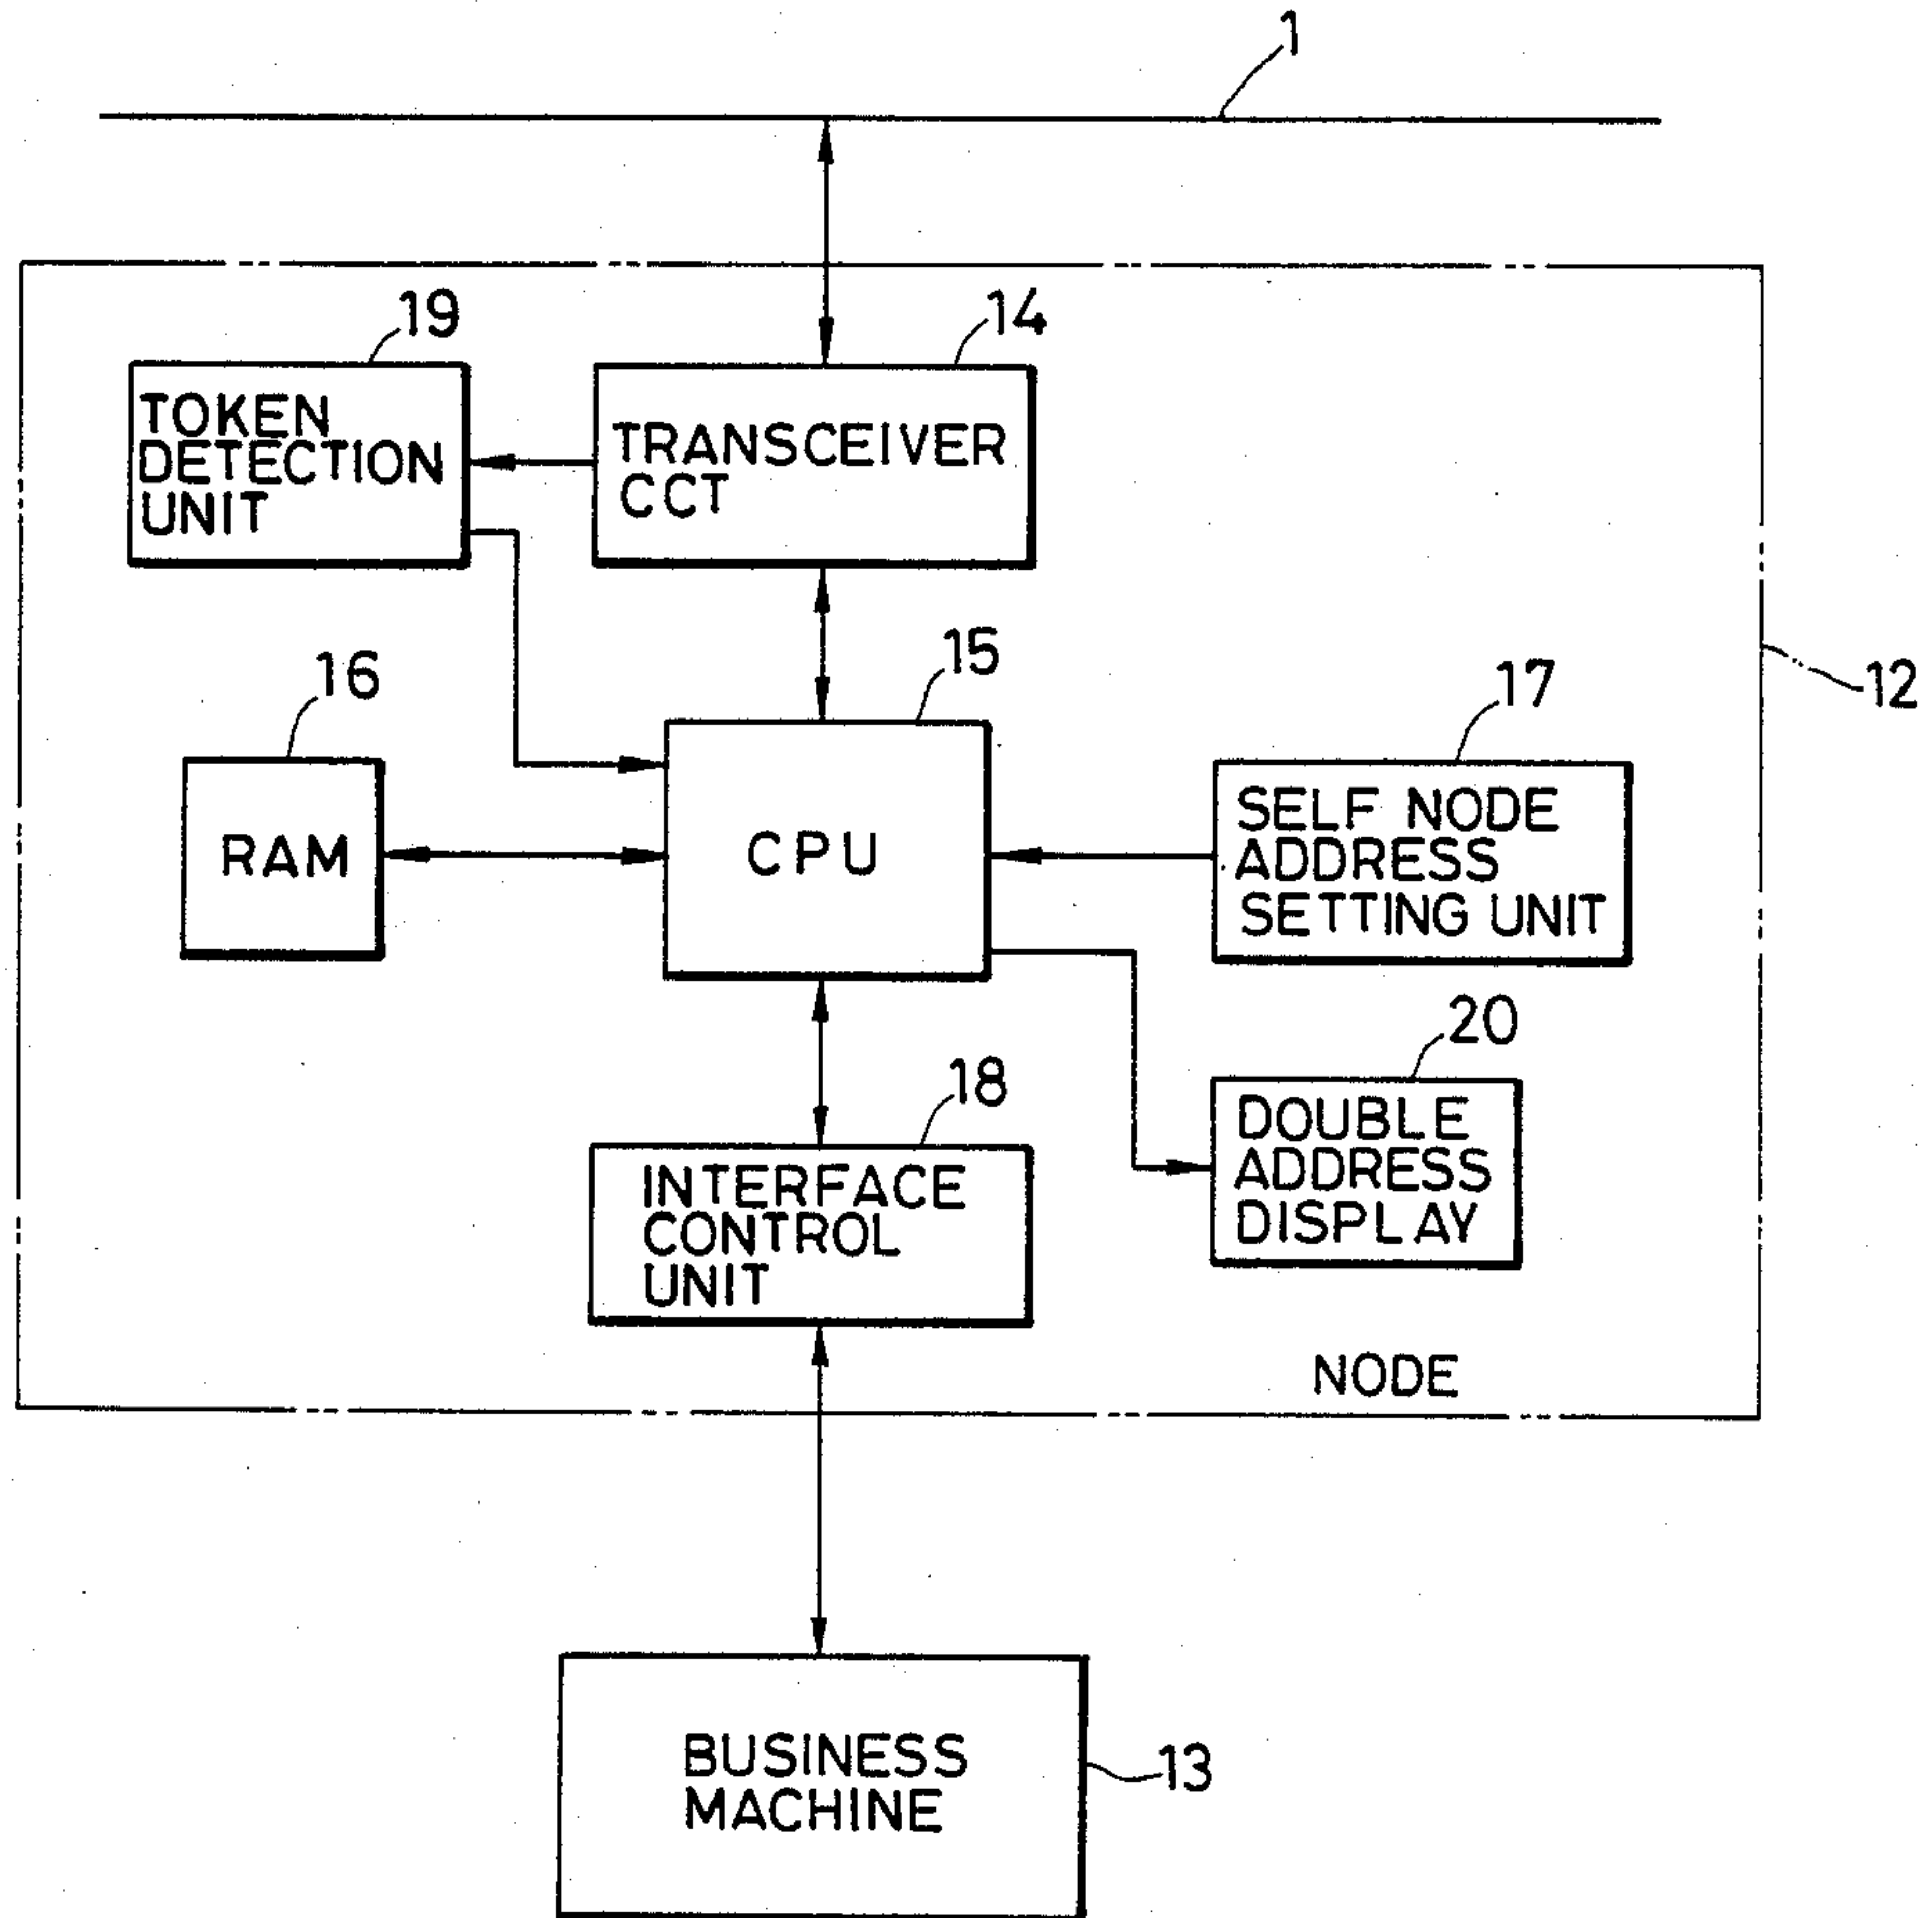 1
19
14
TOKEN
DETECTION
UNIT
TRANSCEIVER
CCT
16
15
17
12
RAM
CPU
SELF NODE
ADDRESS
SETTING UNIT
20
18
DOUBLE
ADDRESS
DISPLAY
INTERFACE
CONTROL
UNIT
NODE
BUSINESS
MACHINE
13